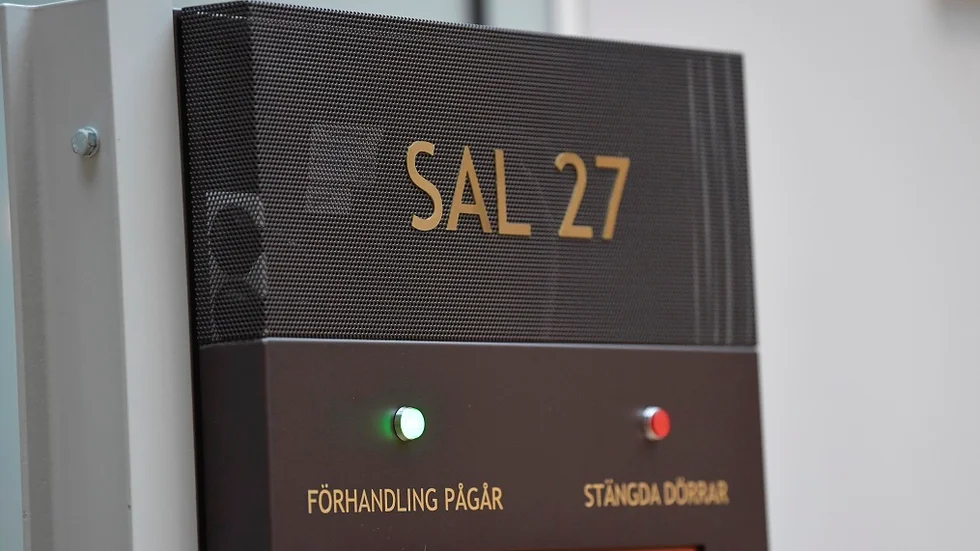 SAL 27
FÖRHANDLING PÅGÅR
STÄNGDA DÖRRAR